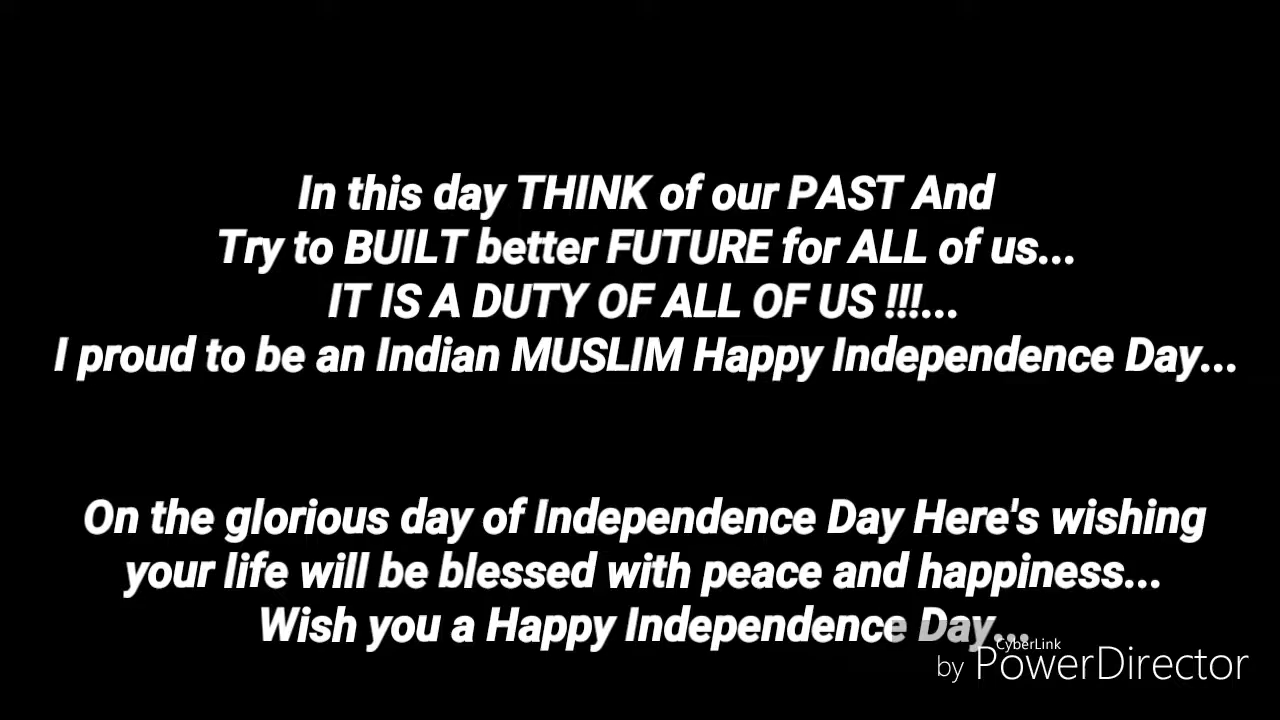 In this day THINK of our PAST And
Try to BUILT better FUTURE for ALL of us...
IT IS A DUTY OF ALL OF US !!!...
I proud to be an Indian MUSLIM Happy Independence Day...
On the glorious day of Independence Day Here's wishing
your life will be blessed with peace and happiness...
Wish you a Happy Independence Day...
CyberLink
by PowerDirector